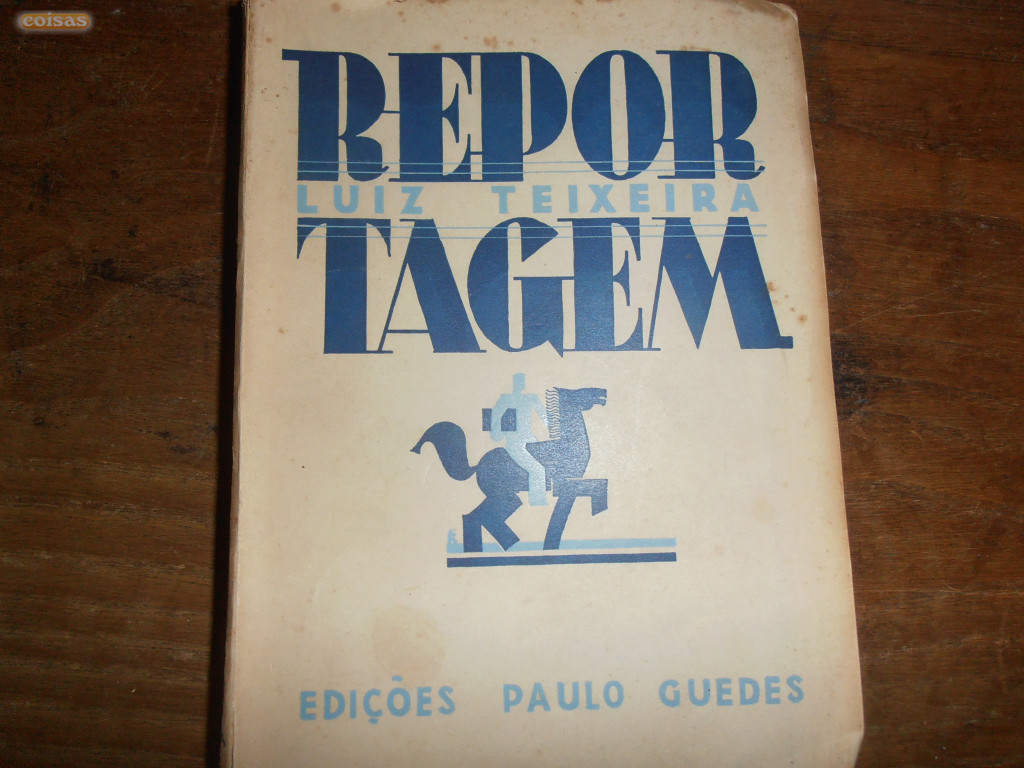 coisas
REPOR
LUIZ TEIXEIRA
TAGEM
EDIÇÕES PAULO GUEDES